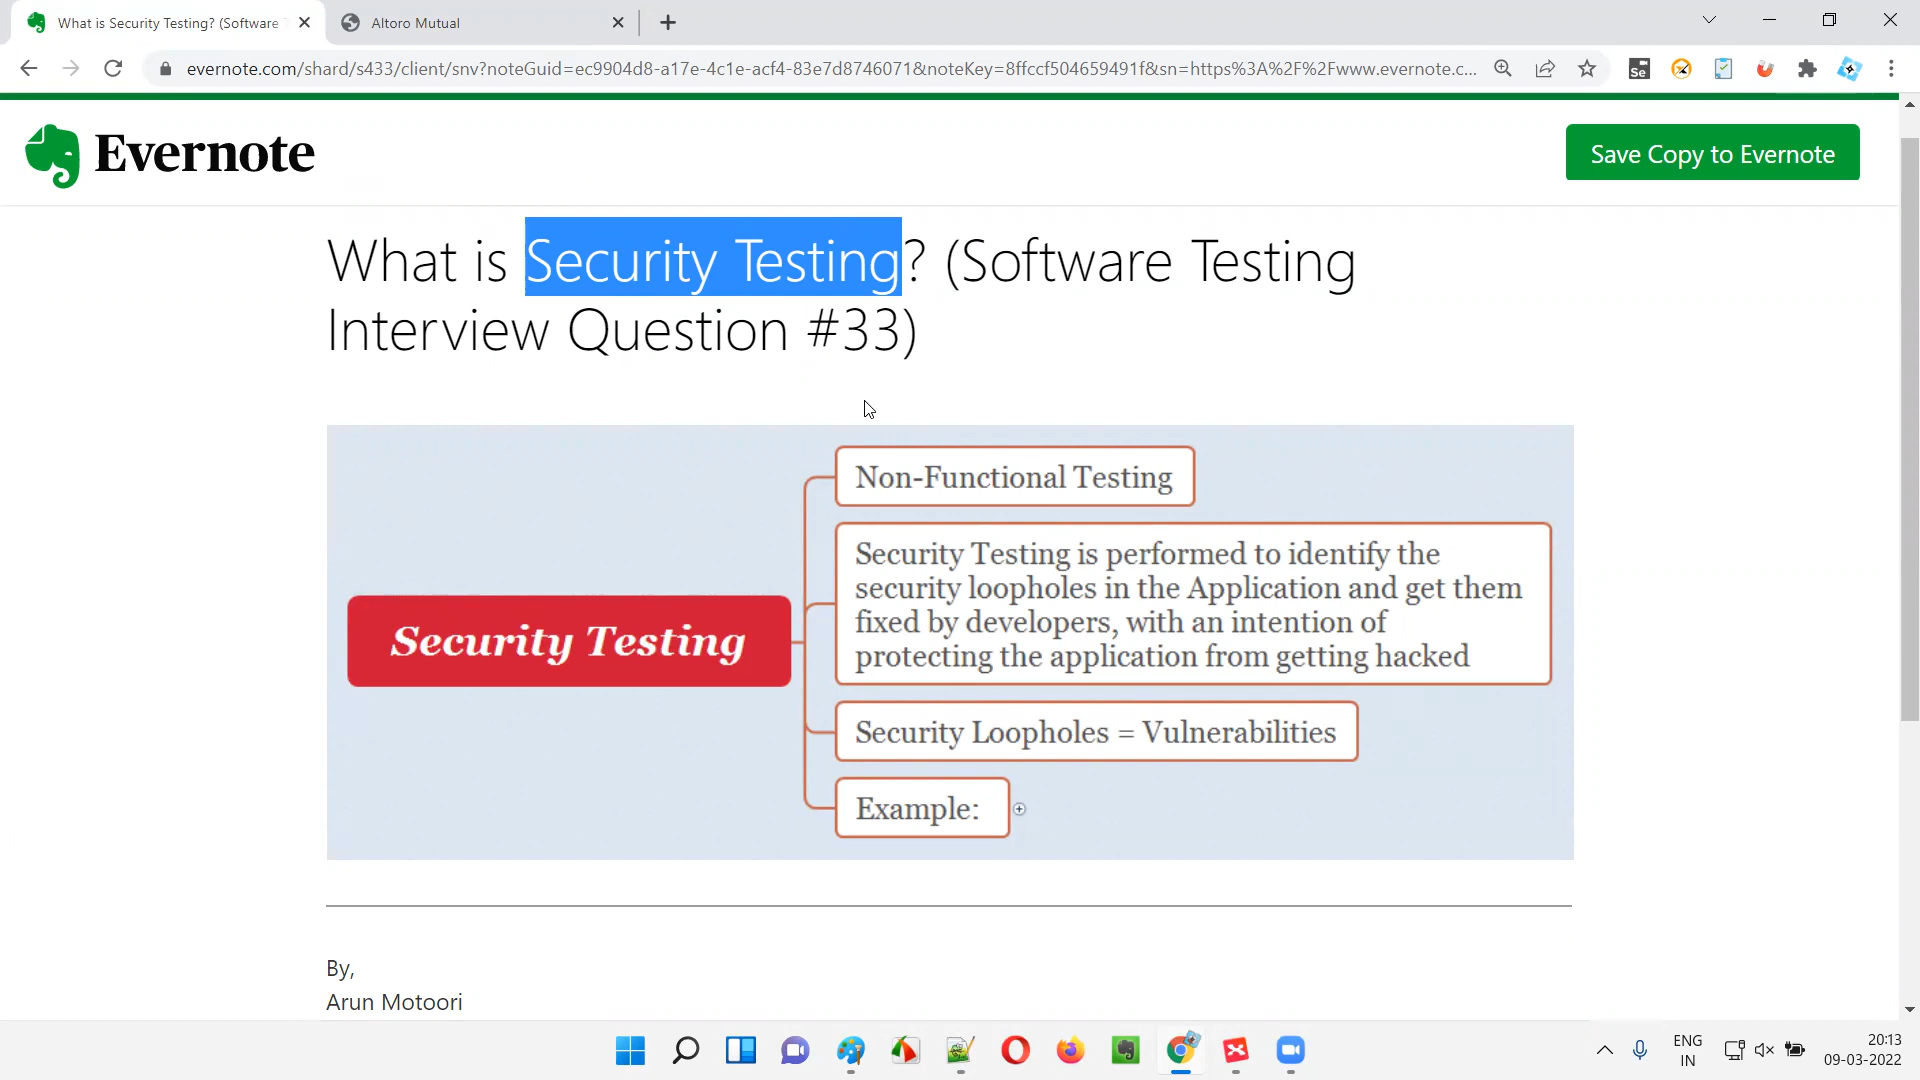 What is Security Testing? (Software
Altoro Mutual
evernote.com/shard/s433/client/snv?noteGuid=ec9904d8-a17e-4c1e-acf4-83e7d8746071&noteKey=8ffccf504659491f&sn=https%3A%2F%2Fwww.evernote.c...
Se
Evernote
Save Copy to Evernote
What is Security Testing? (Software Testing
Interview Question #33)
Non-Functional Testing
Security Testing is performed to identify the
security loopholes in the Application and get them
fixed by developers, with an intention of
protecting the application from getting hacked
Security Testing
Security Loopholes = Vulnerabilities
Example:
By,
Arun Motoori
ENG
IN
20:13
09-03-2022